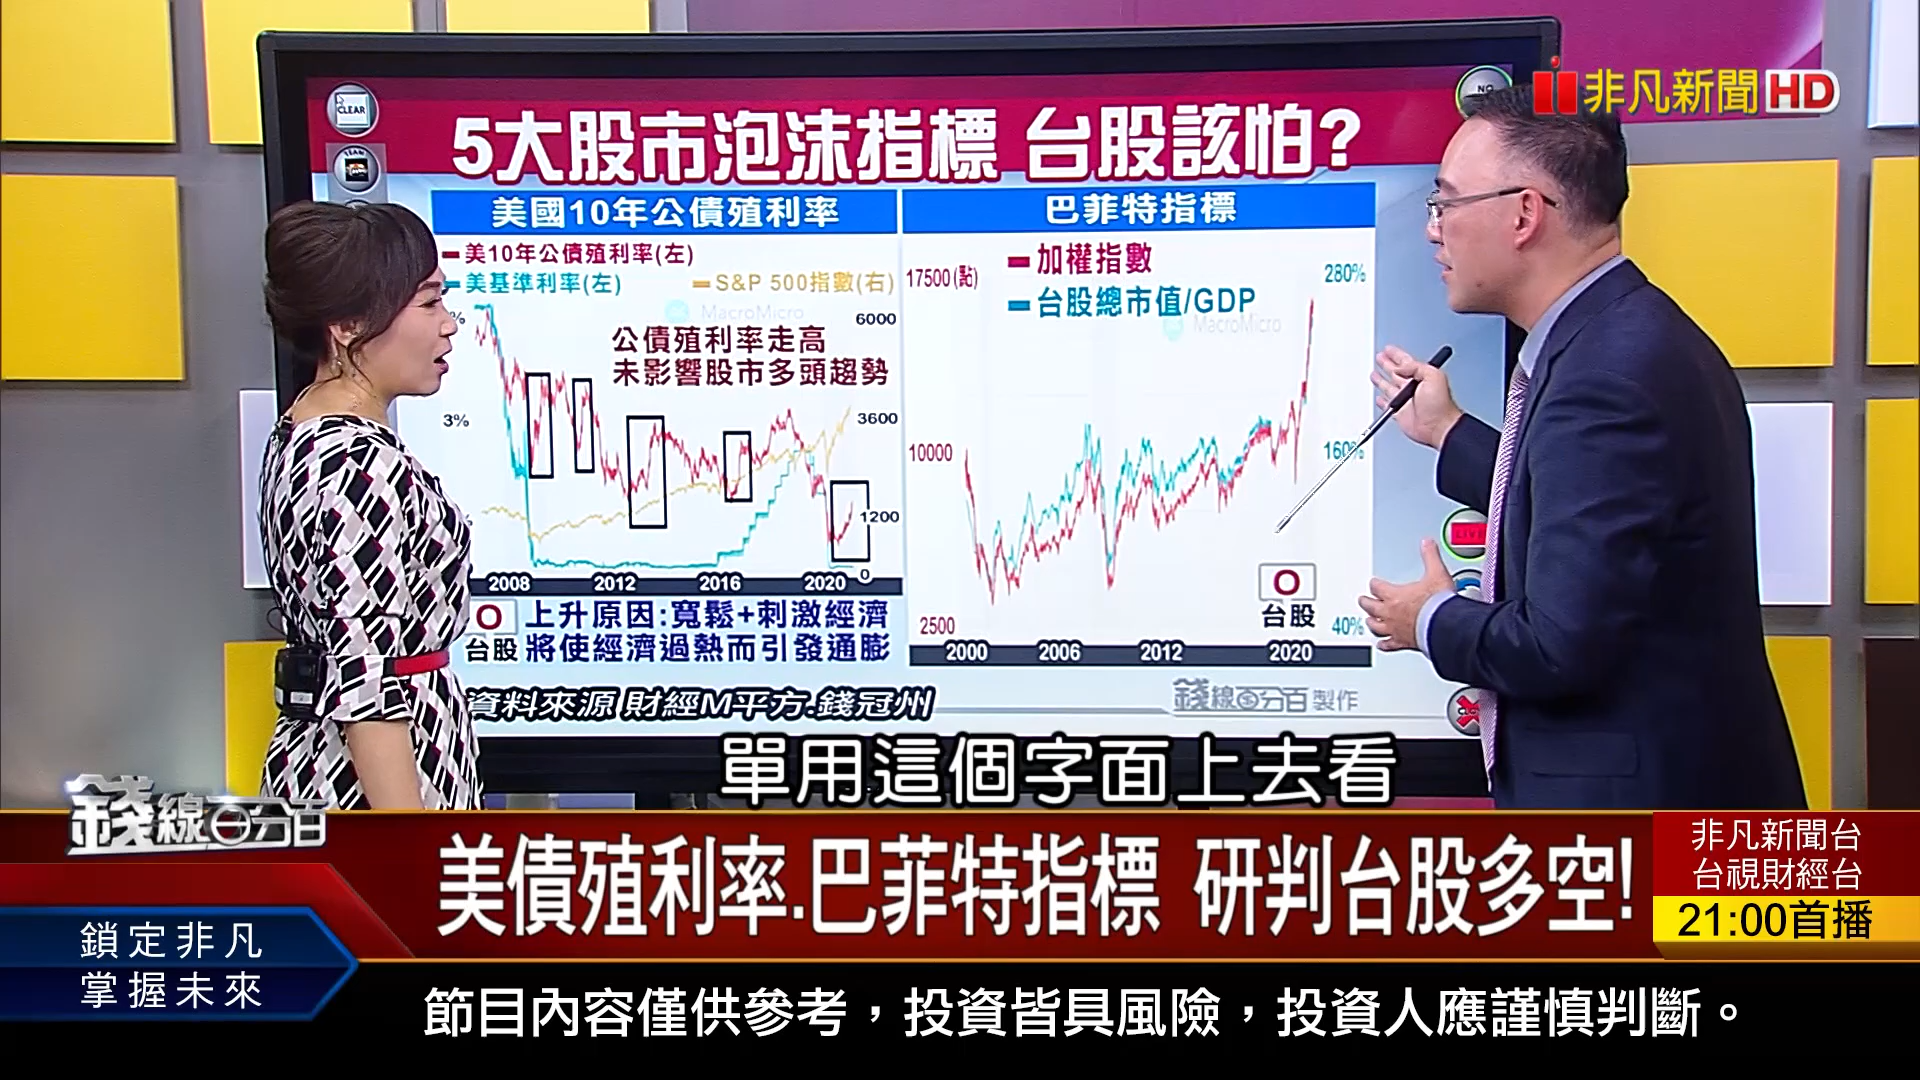 非凡新聞HD
CLEAR
5大股市泡沫指標 台股該怕?
美國10年公債殖利率
美10年公債殖利率(左)
美基準利率(左)
S&P 500指數(右)
MacroMicro
公債殖利率走高
未影響股市多頭趨勢
%
6000
3%
3600
1200
0
2008 2012 2016 2020
O
台股
上升原因:寬鬆+刺激經濟
將使經濟過熱而引發通膨
巴菲特指標
加權指數
台股總市值/GDP
MacroMicro
17500(點)
280%
10000
160%
2500
40%
O
台股
2000 2006 2012 2020
資料來源 財經M平方.錢冠州
錢線百分百 製作
LIVE
單用這個字面上去看
錢線百分百
美債殖利率.巴菲特指標 研判台股多空!
非凡新聞台
台視財經台
21:00首播
鎖定非凡
掌握未來
節目內容僅供參考，投資皆具風險，投資人應謹慎判斷。